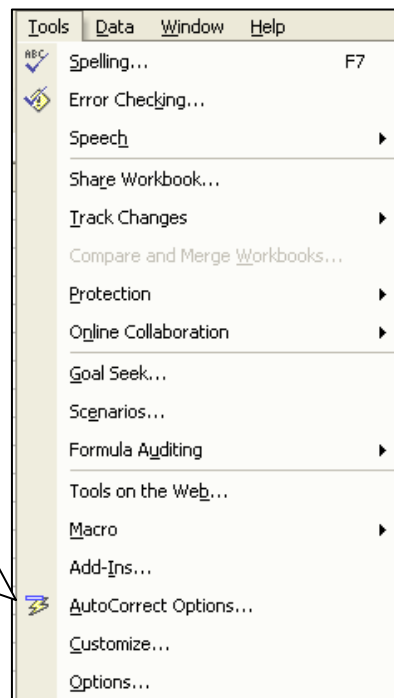 Tools Data Window Help
ABC Spelling... F7
Error Checking...
Speech
Share Workbook...
Track Changes
Compare and Merge Workbooks...
Protection
Online Collaboration
Goal Seek...
Scenarios...
Formula Auditing
Tools on the Web...
Macro
Add-Ins...
AutoCorrect Options...
Customize...
Options...